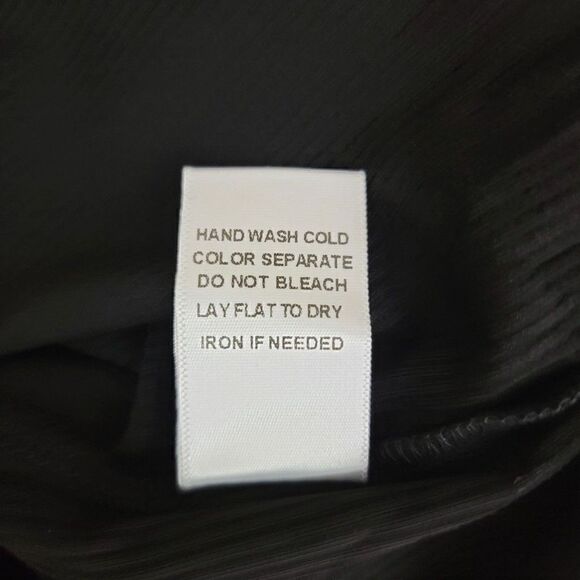 HAND WASH COLD
COLOR SEPARATE
DO NOT BLEACH
LAY FLAT TO DRY
IRON IF NEEDED